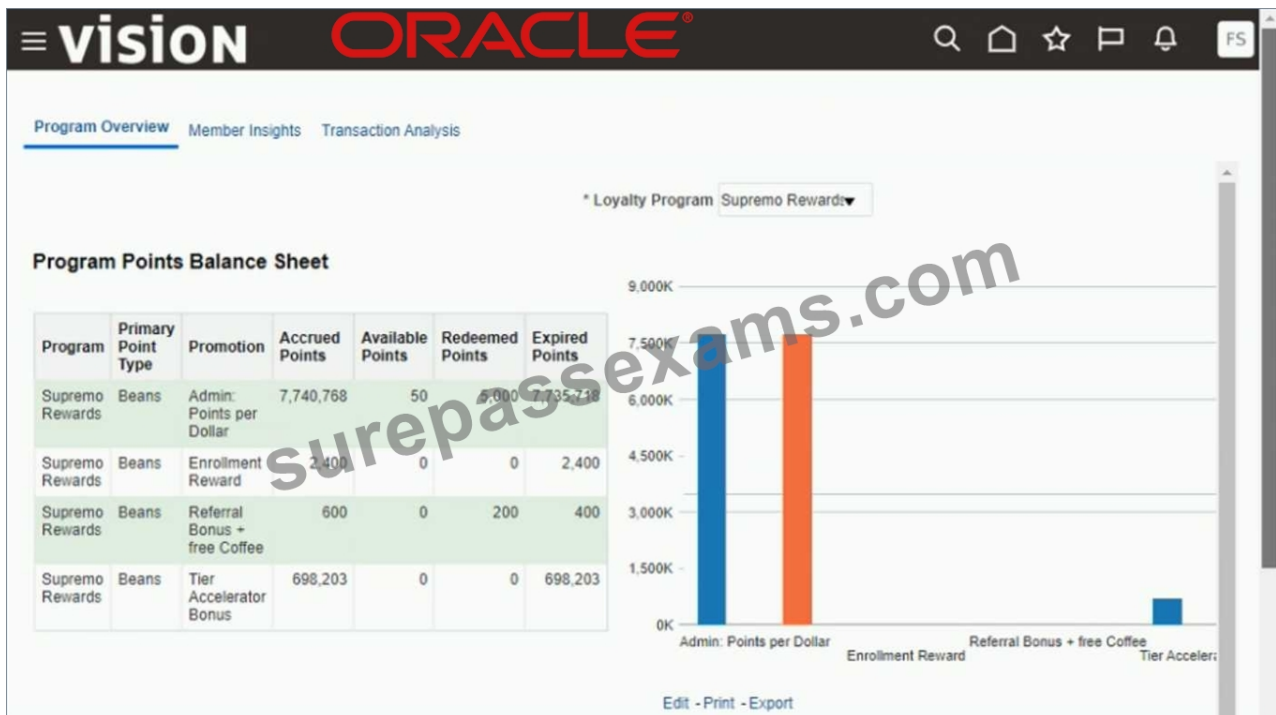 vision ORACLE®
FS
Program Overview Member Insights Transaction Analysis
* Loyalty Program Supremo Rewards
Program Points Balance Sheet
Program Primary Point Type Promotion Accrued Points Available Points Redeemed Points Expired Points
Supremo Rewards Beans Admin: Points per Dollar 7,740,768 50 5,000 7,735,718
Supremo Rewards Beans Enrollment Reward 2,400 0 0 2,400
Supremo Rewards Beans Referral Bonus + free Coffee 600 0 200 400
Supremo Rewards Beans Tier Accelerator Bonus 698,203 0 0 698,203
9,000K
7,500K
6,000K
4,500K
3,000K
1,500K
0K
Admin: Points per Dollar
Enrollment Reward
Referral Bonus + free Coffee
Tier Acceler
Edit - Print - Export
surepassexams.com